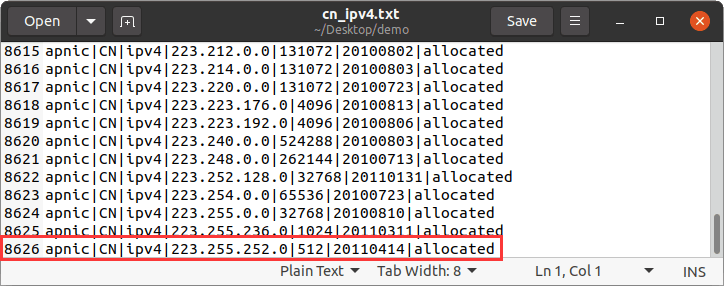 Open
cn_ipv4.txt
~/Desktop/demo
Save
8615 apnic|CN|ipv4|223.212.0.0|131072|20100802|allocated
8616 apnic|CN|ipv4|223.214.0.0|131072|20100803|allocated
8617 apnic|CN|ipv4|223.220.0.0|131072|20100723|allocated
8618 apnic|CN|ipv4|223.223.176.0|4096|20100813|allocated
8619 apnic|CN|ipv4|223.223.192.0|4096|20100806|allocated
8620 apnic|CN|ipv4|223.240.0.0|524288|20100803|allocated
8621 apnic|CN|ipv4|223.248.0.0|262144|20100713|allocated
8622 apnic|CN|ipv4|223.252.128.0|32768|20110131|allocated
8623 apnic|CN|ipv4|223.254.0.0|65536|20100723|allocated
8624 apnic|CN|ipv4|223.255.0.0|32768|20100810|allocated
8625 apnic|CN|ipv4|223.255.236.0|1024|20110311|allocated
8626 apnic|CN|ipv4|223.255.252.0|512|20110414|allocated
Plain Text Tab Width: 8 Ln 1, Col 1 INS